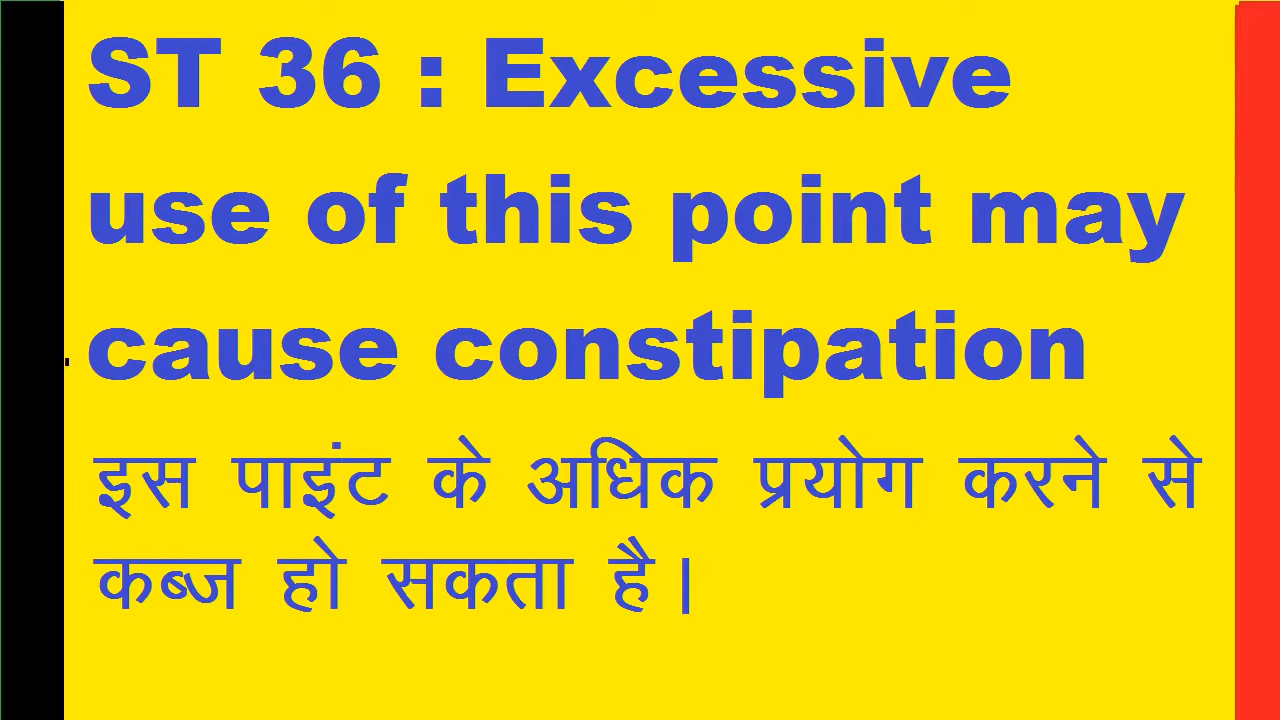 ST 36 : Excessive
use of this point may
cause constipation
इस पाइंट के अधिक प्रयोग करने से
कब्ज हो सकता है।